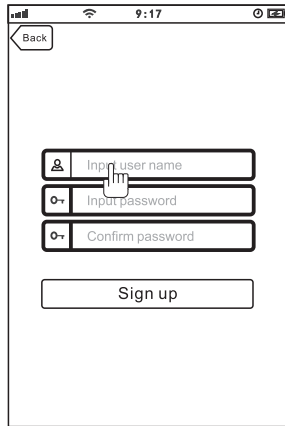 9:17
Back
Input user name
Input password
Confirm password
Sign up